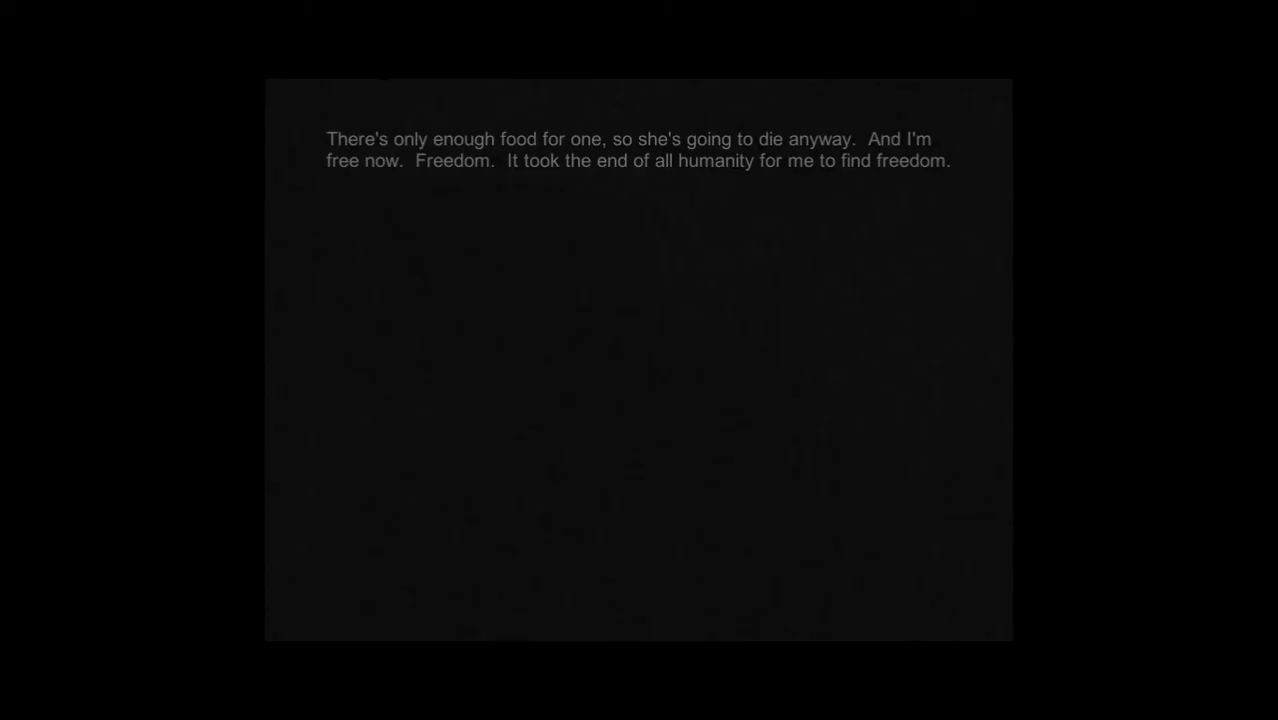 There's only enough food for one, so she's going to die anyway.  And I'm
free now.  Freedom.  It took the end of all humanity for me to find freedom.